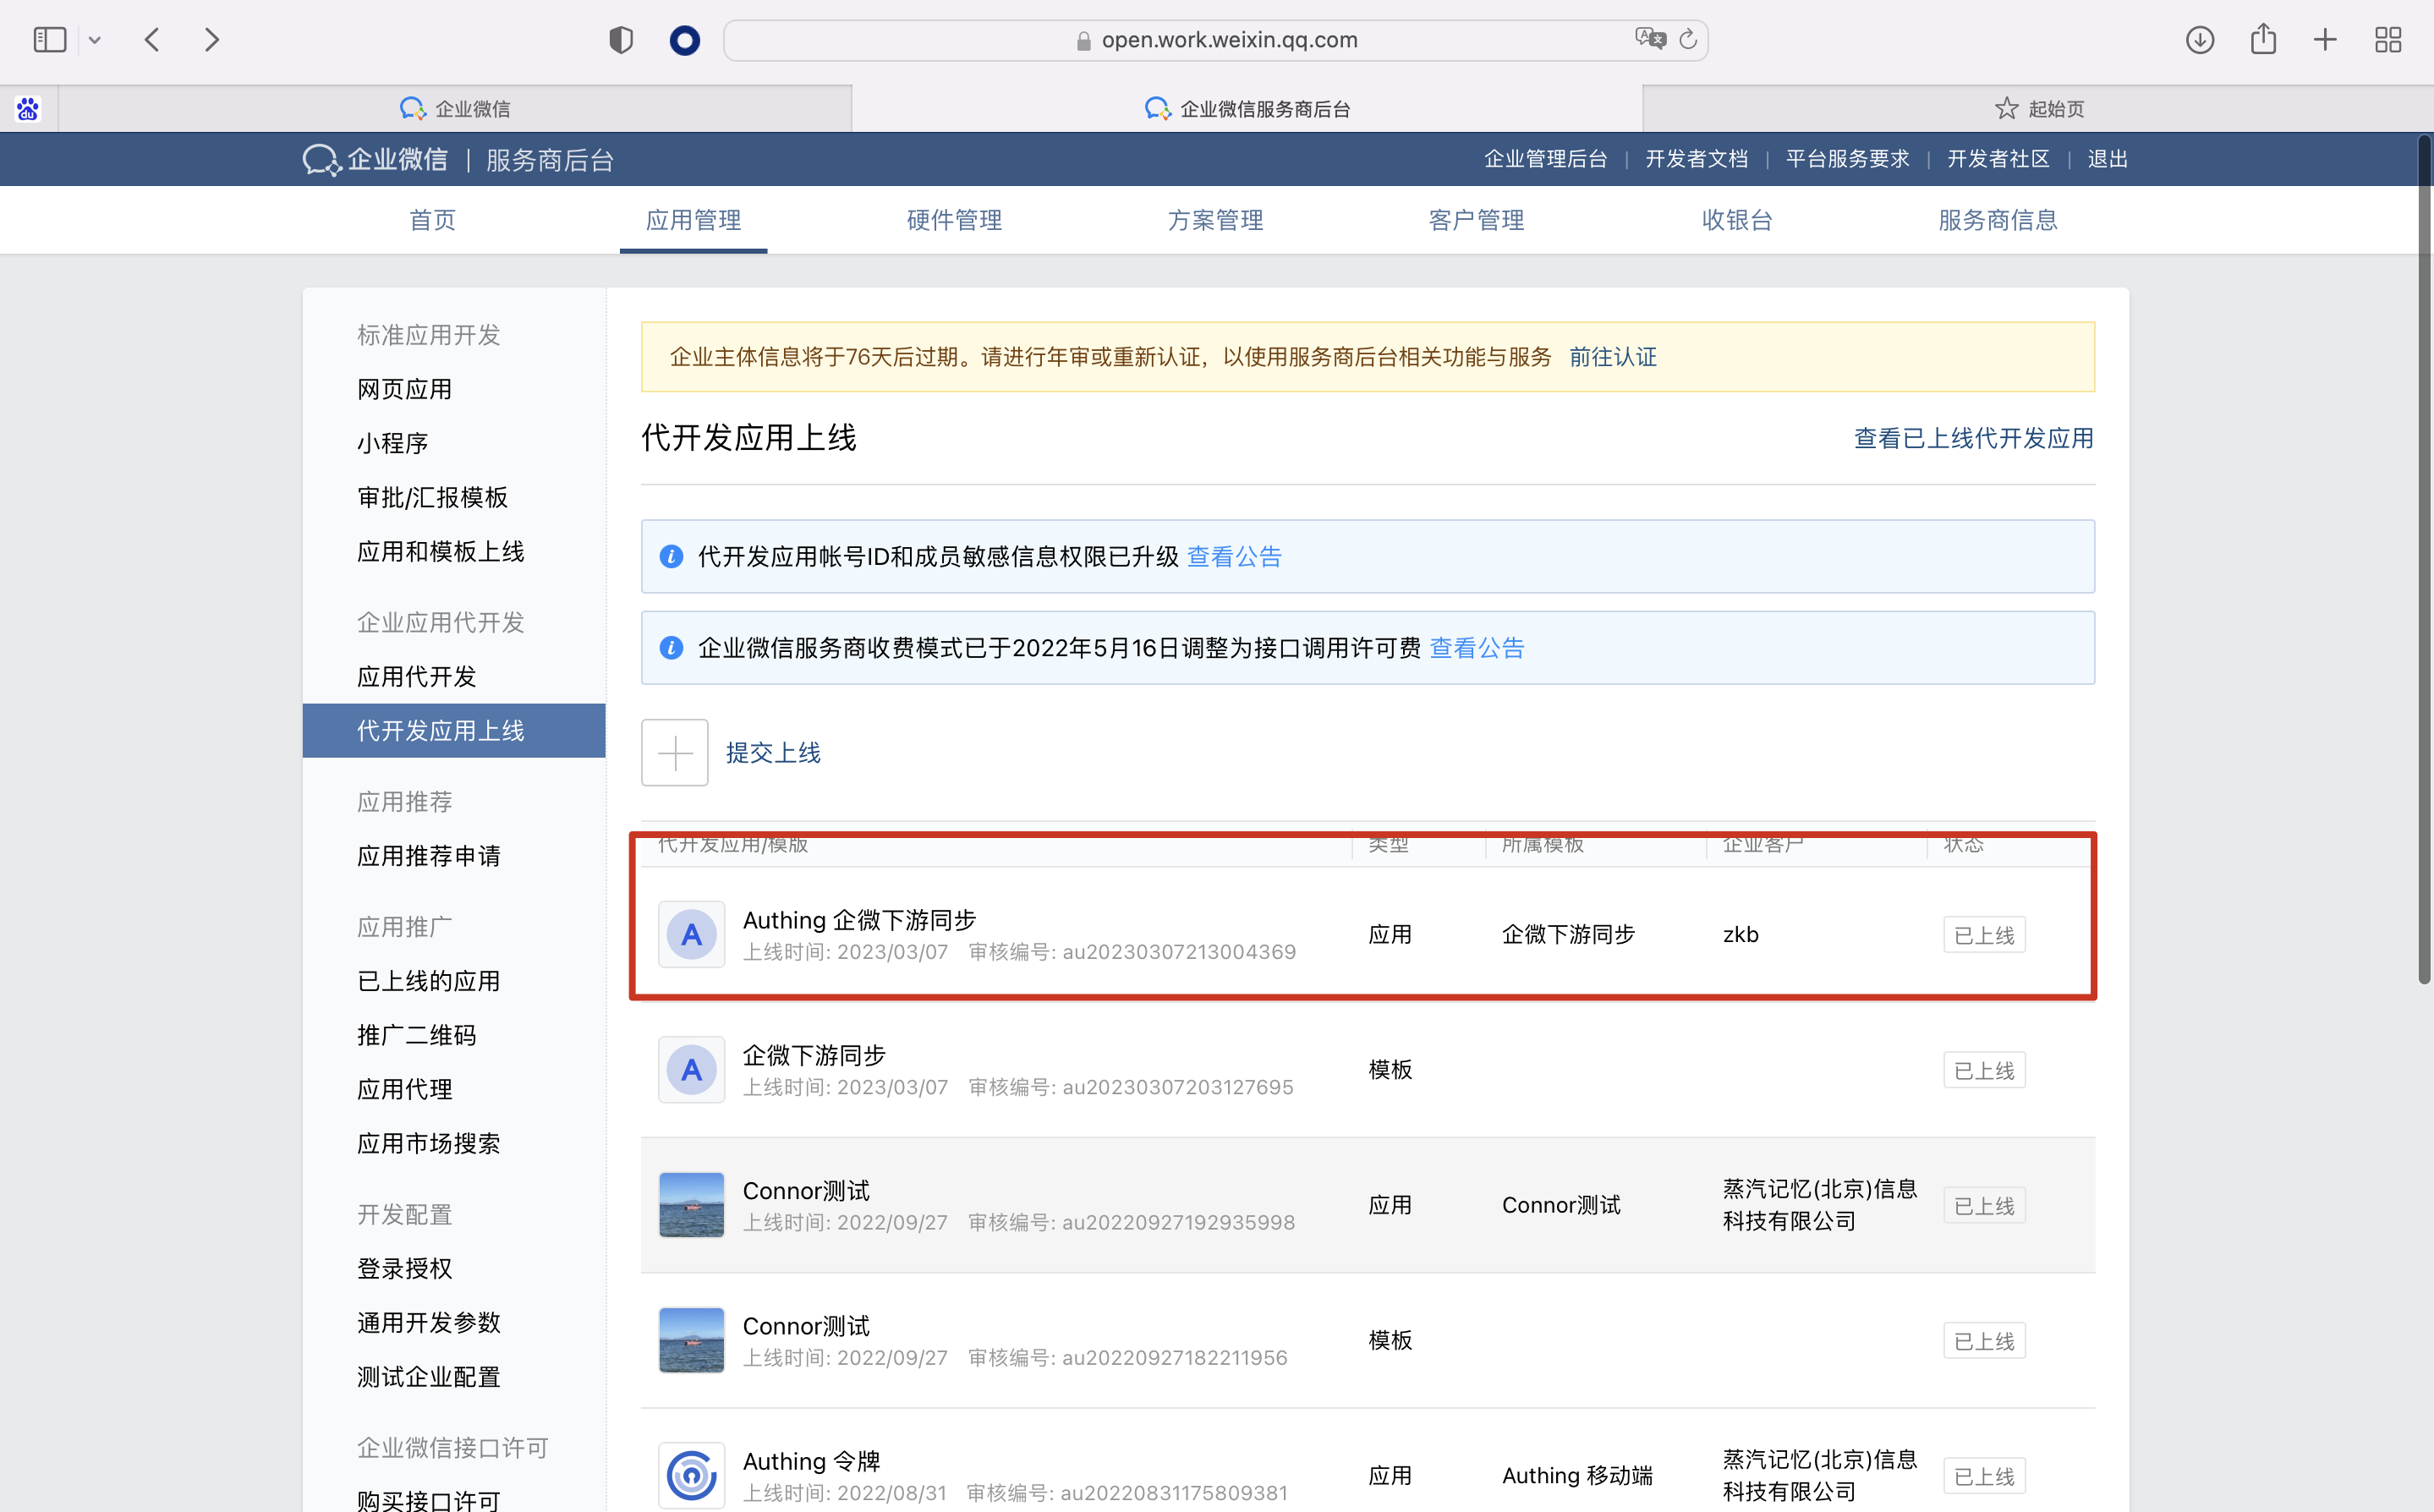 open.work.weixin.qq.com
企业微信
企业微信服务商后台
起始页
企业微信 | 服务商后台
企业管理后台 | 开发者文档 | 平台服务要求 | 开发者社区 | 退出
首页 应用管理 硬件管理 方案管理 客户管理 收银台 服务商信息
标准应用开发
网页应用
小程序
审批/汇报模板
应用和模板上线
企业应用代开发
应用代开发
代开发应用上线
应用推荐
应用推荐申请
应用推广
已上线的应用
推广二维码
应用代理
应用市场搜索
开发配置
登录授权
通用开发参数
测试企业配置
企业微信接口许可
购买接口许可
企业主体信息将于76天后过期。请进行年审或重新认证，以使用服务商后台相关功能与服务 前往认证
代开发应用上线
查看已上线代开发应用
代开发应用帐号ID和成员敏感信息权限已升级 查看公告
企业微信服务商收费模式已于2022年5月16日调整为接口调用许可费 查看公告
提交上线
代开发应用/模版 类型 所属模板 企业客户 状态
Authing 企微下游同步
上线时间: 2023/03/07 审核编号: au20230307213004369
应用 企微下游同步 zkb 已上线
企微下游同步
上线时间: 2023/03/07 审核编号: au20230307203127695
模板 已上线
Connor测试
上线时间: 2022/09/27 审核编号: au20220927192935998
应用 Connor测试
蒸汽记忆(北京)信息
科技有限公司
已上线
Connor测试
上线时间: 2022/09/27 审核编号: au20220927182211956
模板 已上线
Authing 令牌
上线时间: 2022/08/31 审核编号: au20220831175809381
应用 Authing 移动端
蒸汽记忆(北京)信息
科技有限公司
已上线